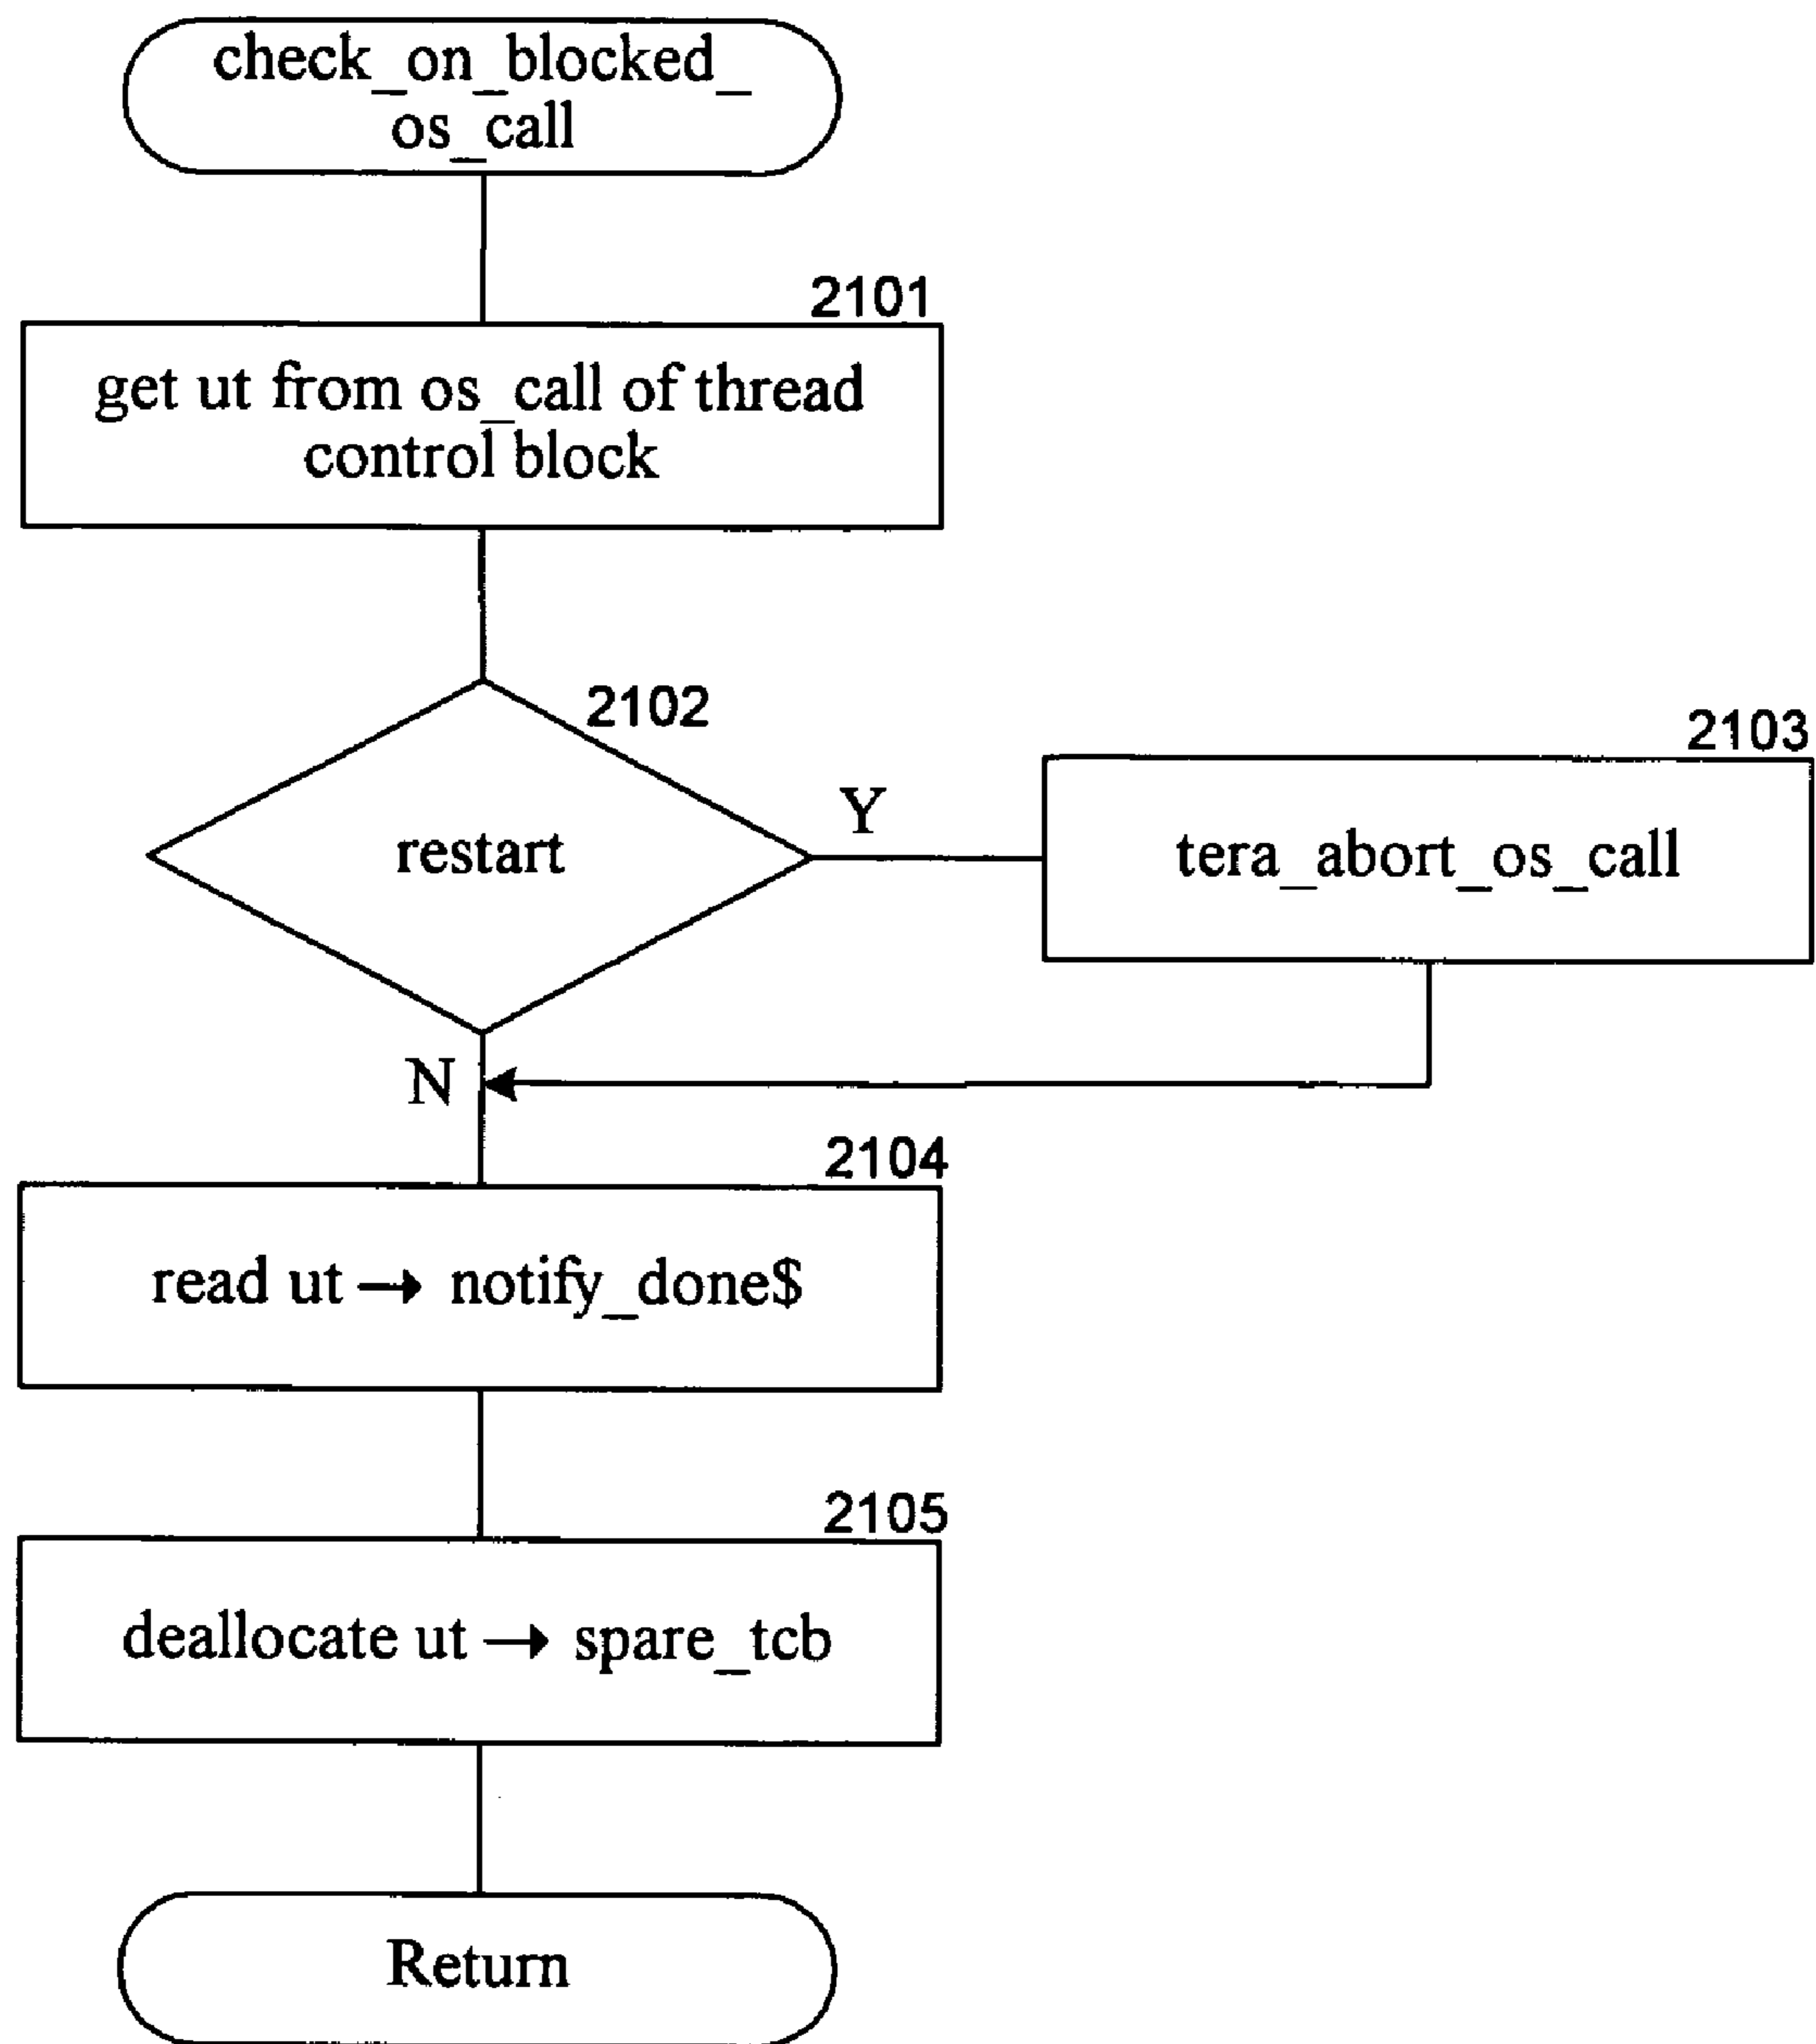 check_on_blocked_
os_call
2101
get ut from os_call of thread
control block
2102
restart
Y
2103
tera_abort_os_call
N
2104
read ut → notify_done$
2105
deallocate ut → spare_tcb
Return